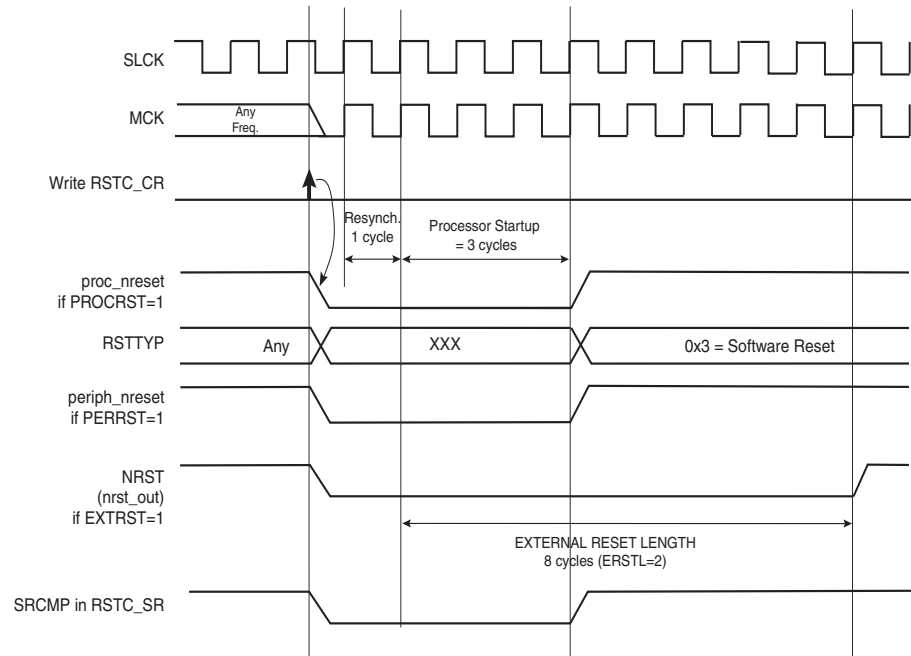 SLCK
MCK
Any
Freq.
Write RSTC_CR
Resynch.
1 cycle
Processor Startup
= 3 cycles
proc_nreset
if PROCRST=1
RSTTYP
Any
XXX
0x3 = Software Reset
periph_nreset
if PERRST=1
NRST
(nrst_out)
if EXTRST=1
EXTERNAL RESET LENGTH
8 cycles (ERSTL=2)
SRCMP in RSTC_SR